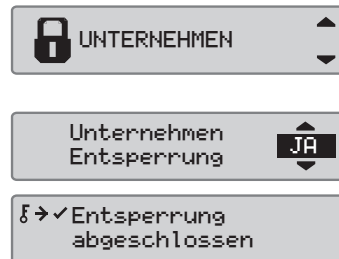 UNTERNEHMEN
Unternehmen
JA
Entsperrung
Entsperrung
abgeschlossen